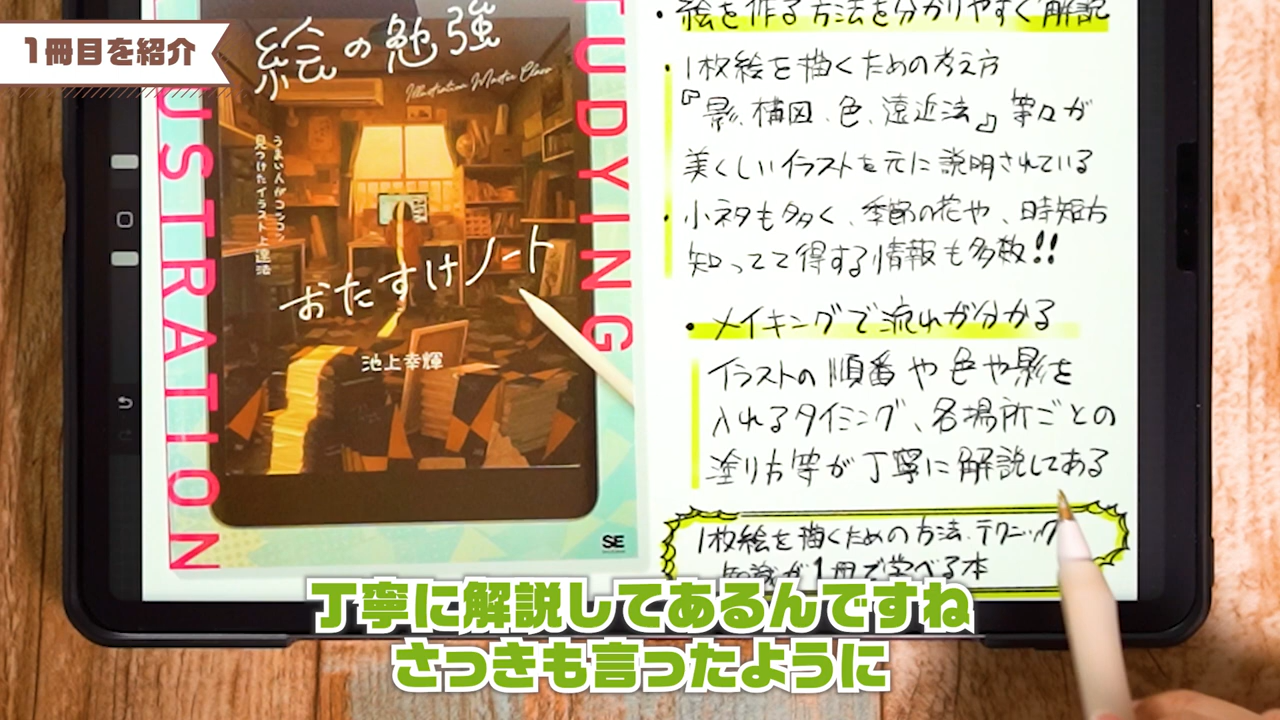 1冊目を紹介
絵の勉強
Illustration Master Class
うまい人がコツコツ
見つけたイラスト上達法
おたすけノート
池上幸輝
TUDYING
USTRATION
SE
・絵を作る方法を分かりやすく解説
・1枚絵を描くための考え方
『影、構図、色、遠近法』等々が
美しいイラストを元に説明されている
・小ネタも多く、季節の花や、時短方
知ってて得する情報も多数!!
・メイキングで流れが分かる
イラストの順番や色や影を
入れるタイミング、各場所ごとの
塗り方等が丁寧に解説してある
1枚絵を描くための方法、テクニック
知識が1冊で学べる本
丁寧に解説してあるんですね
さっきも言ったように